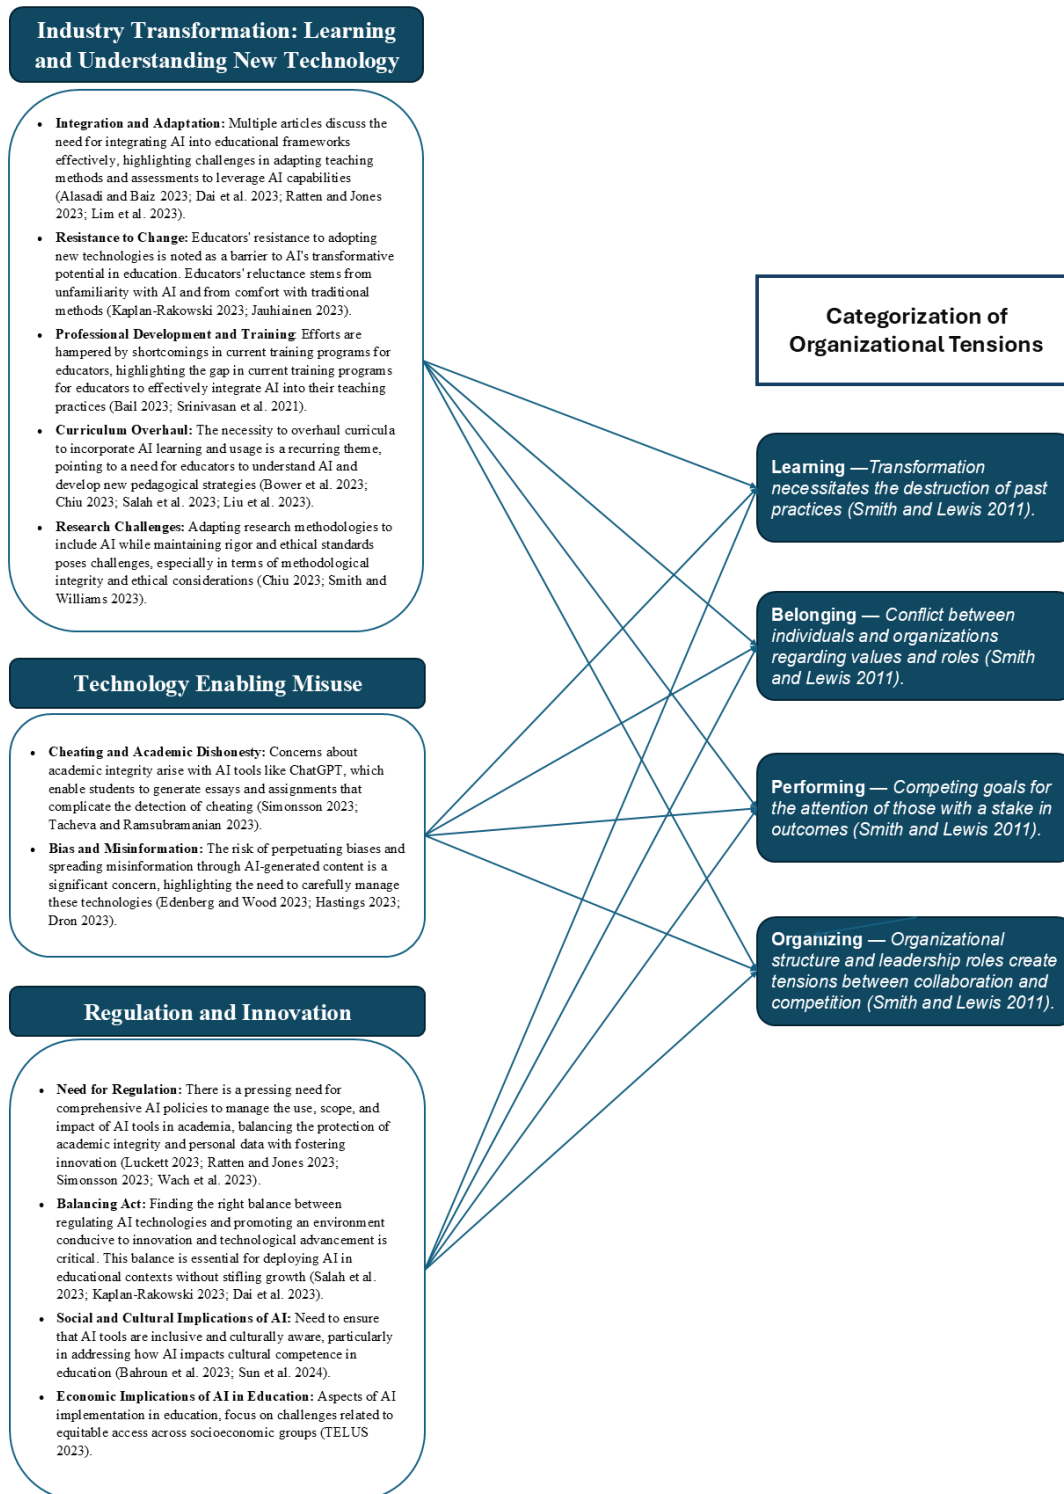 Industry Transformation: Learning
and Understanding New Technology
• Integration and Adaptation: Multiple articles discuss the
need for integrating AI into educational frameworks
effectively, highlighting challenges in adapting teaching
methods and assessments to leverage AI capabilities
(Alasadi and Baiz 2023; Dai et al. 2023; Ratten and Jones
2023; Lim et al. 2023).
• Resistance to Change: Educators' resistance to adopting
new technologies is noted as a barrier to AI's transformative
potential in education. Educators' reluctance stems from
unfamiliarity with AI and from comfort with traditional
methods (Kaplan-Rakowski 2023; Jauhiainen 2023).
• Professional Development and Training: Efforts are
hampered by shortcomings in current training programs for
educators, highlighting the gap in current training programs
for educators to effectively integrate AI into their teaching
practices (Bail 2023; Srinivasan et al. 2021).
• Curriculum Overhaul: The necessity to overhaul curricula
to incorporate AI learning and usage is a recurring theme,
pointing to a need for educators to understand AI and
develop new pedagogical strategies (Bower et al. 2023;
Chiu 2023; Salah et al. 2023; Liu et al. 2023).
• Research Challenges: Adapting research methodologies to
include AI while maintaining rigor and ethical standards
poses challenges, especially in terms of methodological
integrity and ethical considerations (Chiu 2023; Smith and
Williams 2023).
Technology Enabling Misuse
• Cheating and Academic Dishonesty: Concerns about
academic integrity arise with AI tools like ChatGPT, which
enable students to generate essays and assignments that
complicate the detection of cheating (Simonsson 2023;
Tacheva and Ramsubramanian 2023).
• Bias and Misinformation: The risk of perpetuating biases and
spreading misinformation through AI-generated content is a
significant concern, highlighting the need to carefully manage
these technologies (Edenberg and Wood 2023; Hastings 2023;
Dron 2023).
Regulation and Innovation
• Need for Regulation: There is a pressing need for
comprehensive AI policies to manage the use, scope, and
impact of AI tools in academia, balancing the protection of
academic integrity and personal data with fostering
innovation (Luckett 2023; Ratten and Jones 2023;
Simonsson 2023; Wach et al. 2023).
• Balancing Act: Finding the right balance between
regulating AI technologies and promoting an environment
conducive to innovation and technological advancement is
critical. This balance is essential for deploying AI in
educational contexts without stifling growth (Salah et al.
2023; Kaplan-Rakowski 2023; Dai et al. 2023).
• Social and Cultural Implications of AI: Need to ensure
that AI tools are inclusive and culturally aware, particularly
in addressing how AI impacts cultural competence in
education (Bahroun et al. 2023; Sun et al. 2024).
• Economic Implications of AI in Education: Aspects of AI
implementation in education, focus on challenges related to
equitable access across socioeconomic groups (TELUS
2023).
Categorization of
Organizational Tensions
Learning —Transformation
necessitates the destruction of past
practices (Smith and Lewis 2011).
Belonging — Conflict between
individuals and organizations
regarding values and roles (Smith
and Lewis 2011).
Performing — Competing goals for
the attention of those with a stake in
outcomes (Smith and Lewis 2011).
Organizing — Organizational
structure and leadership roles create
tensions between collaboration and
competition (Smith and Lewis 2011).